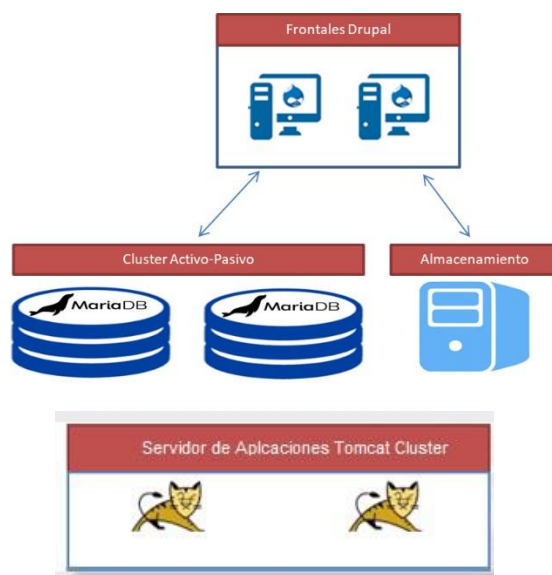 Frontales Drupal
Cluster Activo-Pasivo
Almacenamiento
MariaDB
MariaDB
Servidor de Aplcaciones Tomcat Cluster